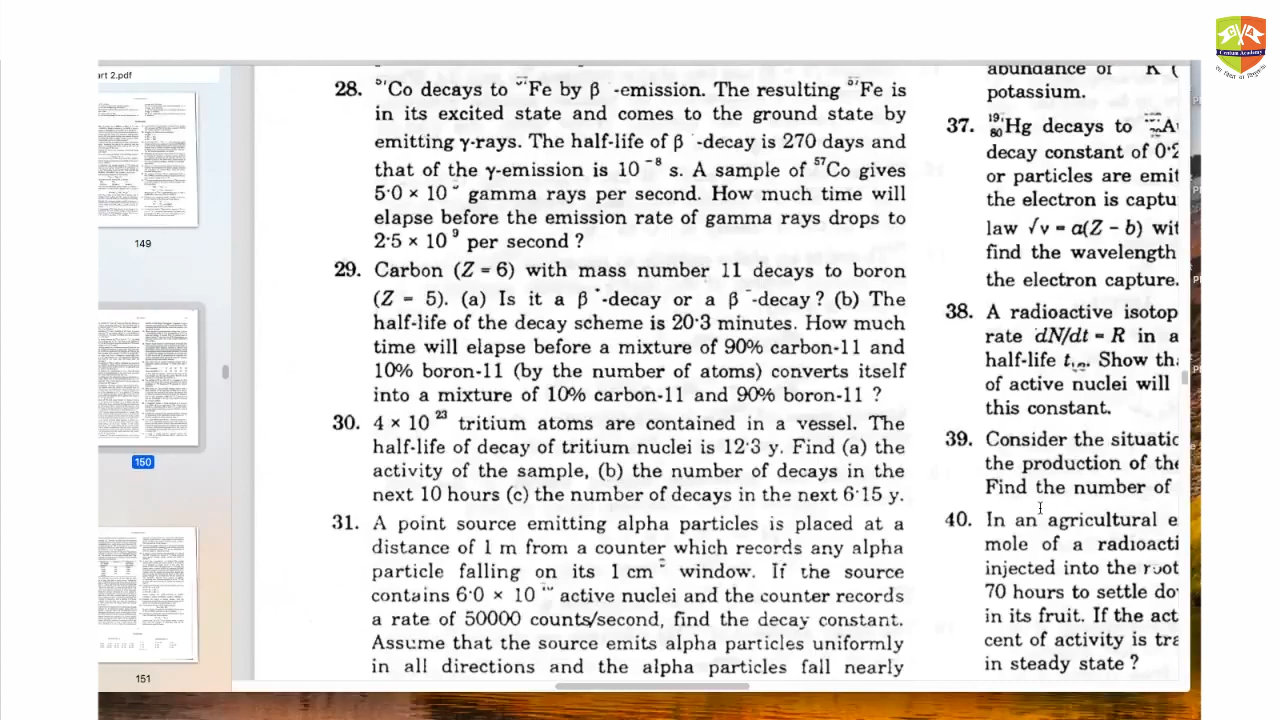 art 2.pdf
149
150
151
28. Co decays to Fe by β -emission. The resulting Fe is
in its excited state and comes to the ground state by
emitting γ-rays. The half-life of β -decay is 270 days and
that of the γ-emission is 10⁻⁸ s. A sample of ⁵⁷Co gives
5·0 × 10 gamma rays per second. How much time will
elapse before the emission rate of gamma rays drops to
2·5 × 10⁹ per second ?
29. Carbon (Z = 6) with mass number 11 decays to boron
(Z = 5). (a) Is it a β⁺-decay or a β⁻-decay ? (b) The
half-life of the decay scheme is 20·3 minutes. How much
time will elapse before a mixture of 90% carbon-11 and
10% boron-11 (by the number of atoms) converts itself
into a mixture of 10% carbon-11 and 90% boron-11 ?
30. 4 × 10²³ tritium atoms are contained in a vessel. The
half-life of decay of tritium nuclei is 12·3 y. Find (a) the
activity of the sample, (b) the number of decays in the
next 10 hours (c) the number of decays in the next 6·15 y.
31. A point source emitting alpha particles is placed at a
distance of 1 m from a counter which records any alpha
particle falling on its 1 cm window. If the source
contains 6·0 × 10 active nuclei and the counter records
a rate of 50000 counts/second, find the decay constant.
Assume that the source emits alpha particles uniformly
in all directions and the alpha particles fall nearly
abundance of K (
potassium.
37. Hg decays to
decay constant of 0·2
or particles are emit
the electron is captu
law √ν = a(Z − b) wit
find the wavelength
the electron capture.
38. A radioactive isotop
rate dN/dt = R in a
half-life Show tha
of active nuclei will
this constant.
39. Consider the situatic
the production of the
Find the number of
40. In an agricultural e
mole of a radioacti
injected into the root
70 hours to settle do
in its fruit. If the act
cent of activity is tra
in steady state ?
Centum Academy